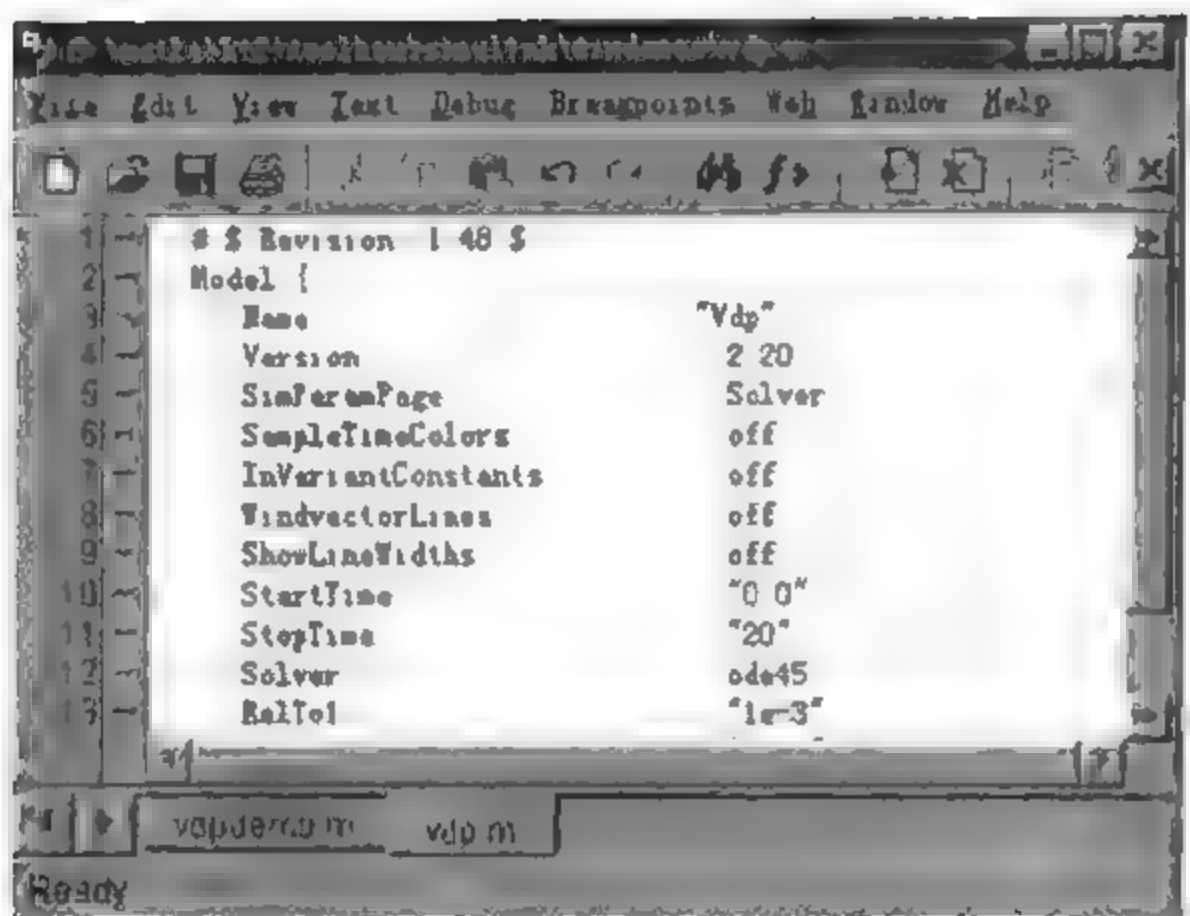 File Edit View Text Debug Breakpoints Web Window Help
1 # $ Revision 1 48 $
2 Model {
3 Name "Vdp"
4 Version 2 20
5 SimParamPage Solver
6 SampleTimeColors off
7 InVariantConstants off
8 WindvectorLines off
9 ShowLineWidths off
10 StartTime "0 0"
11 StopTime "20"
12 Solver ode45
13 RelTol "1e-3"
vdpdemo.m vdp m
Ready